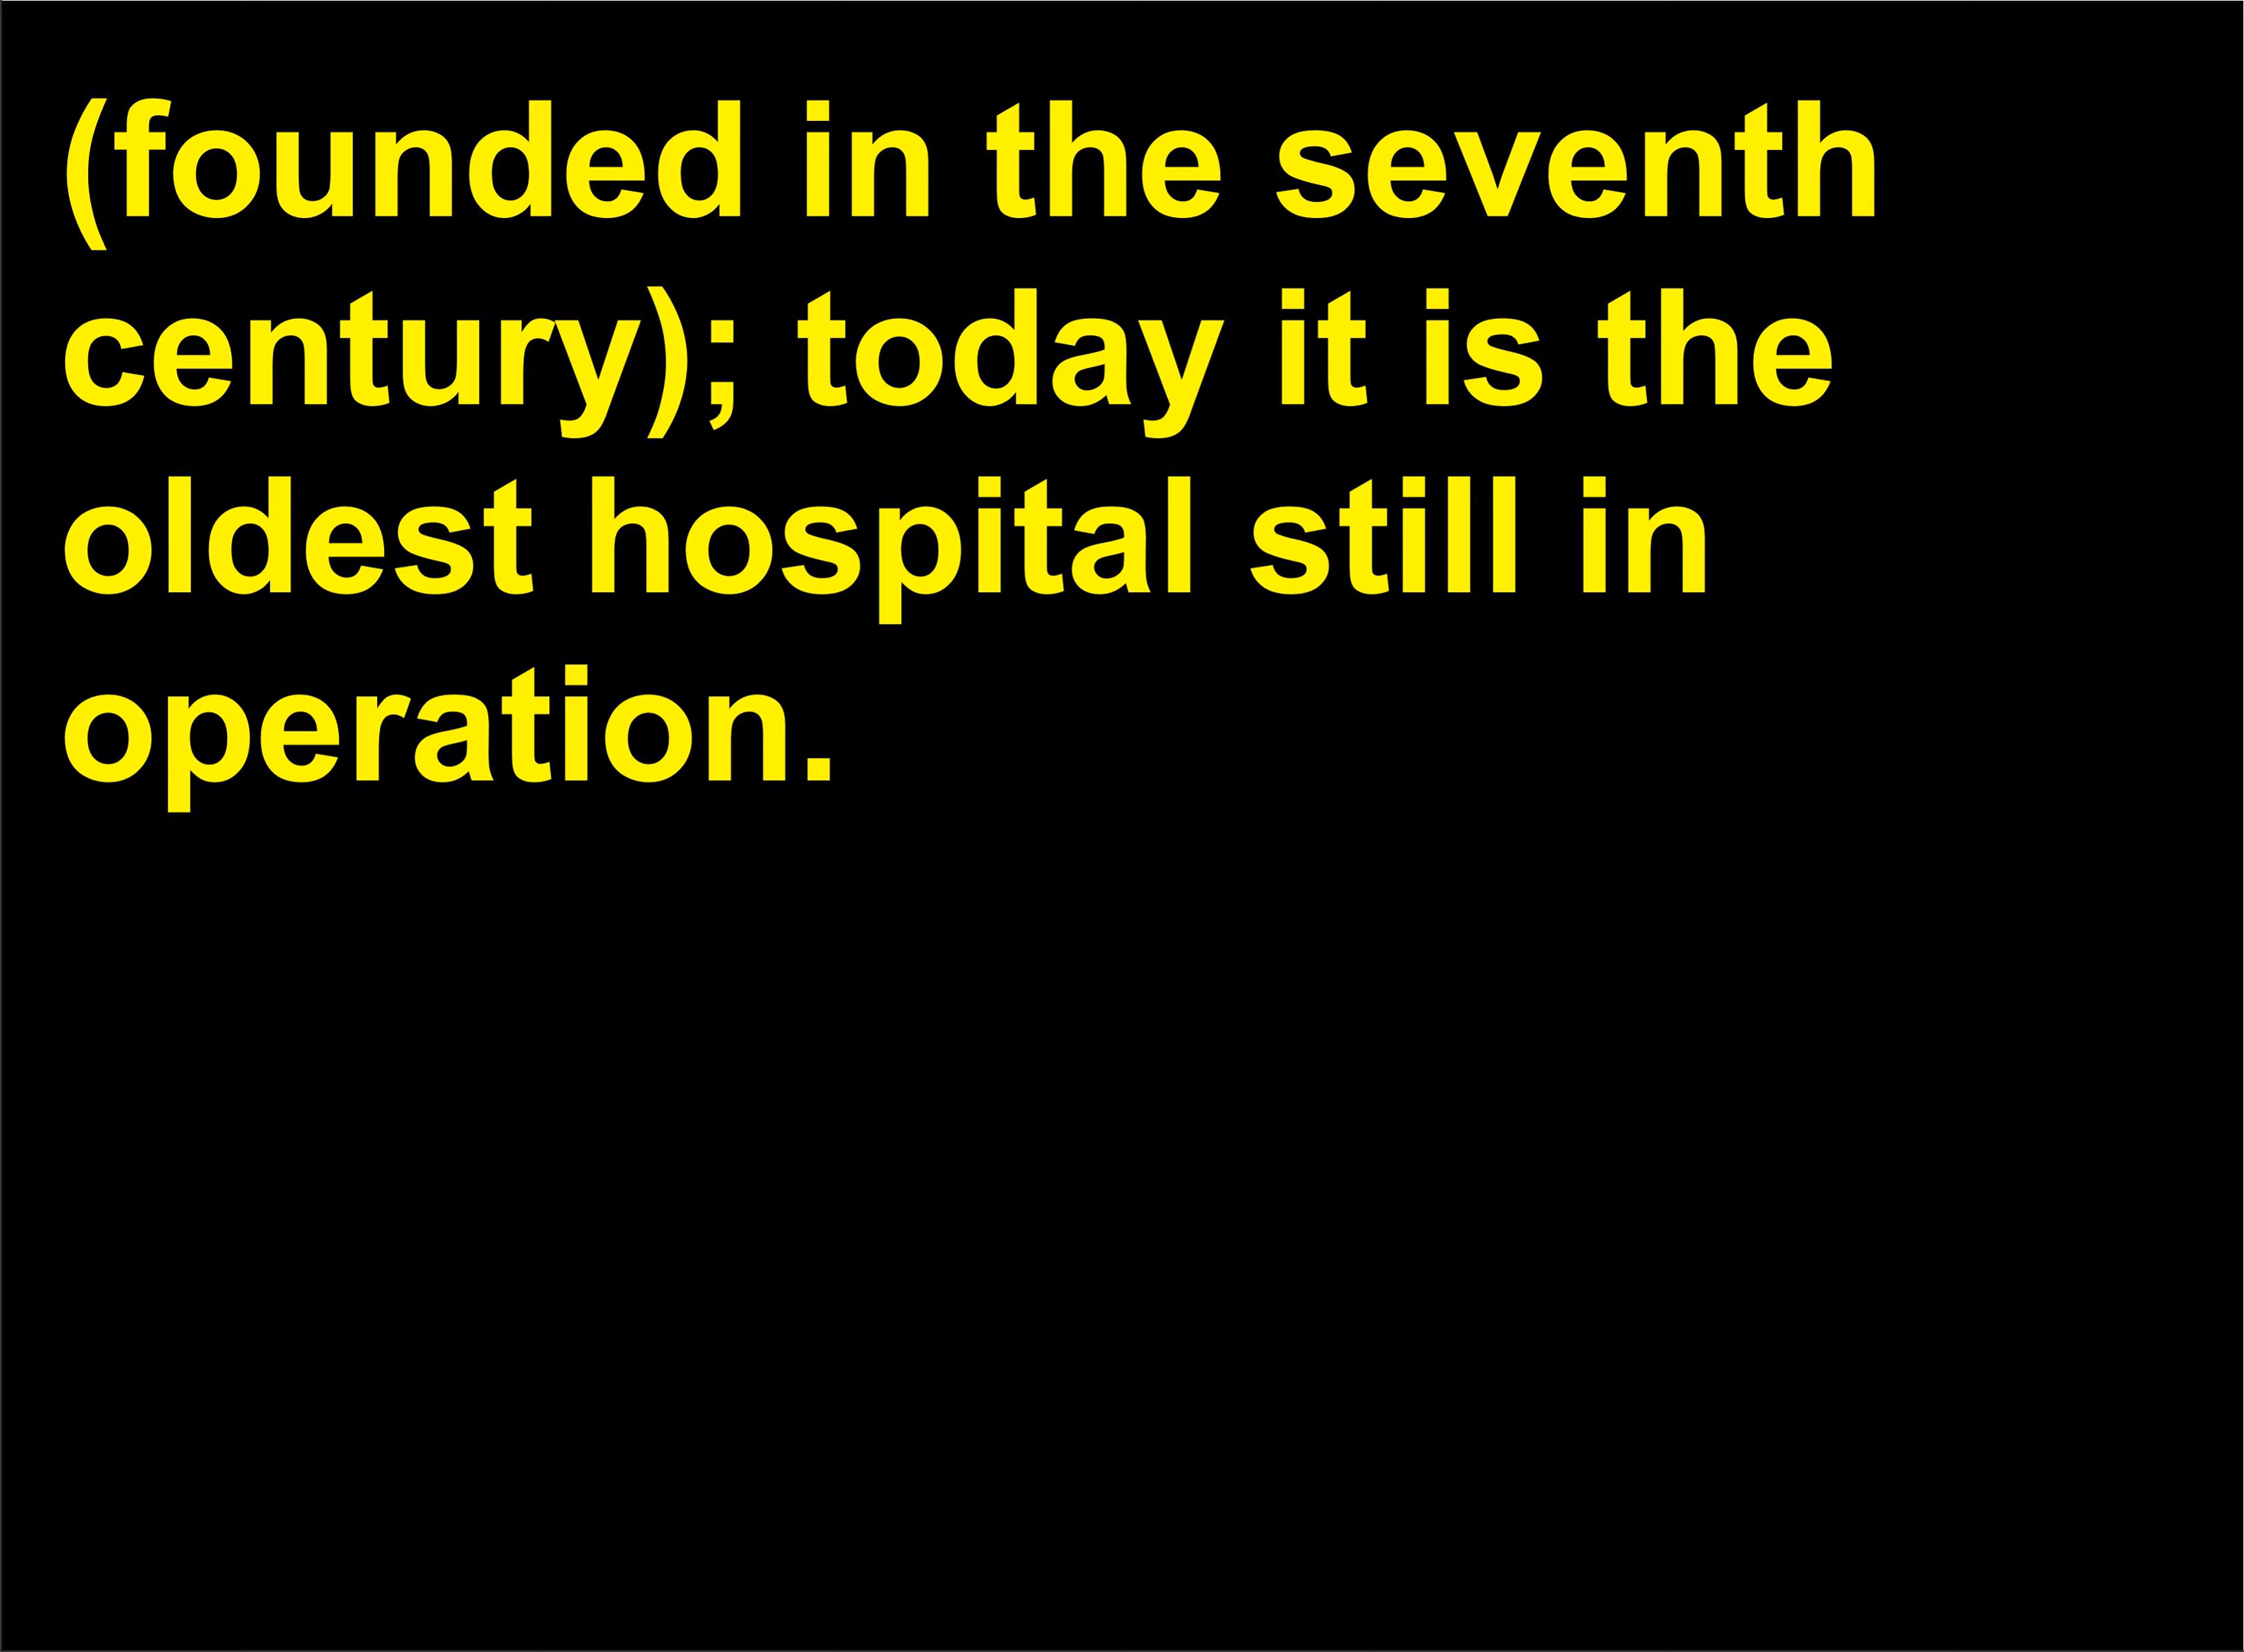 (founded in the seventh
century); today it is the
oldest hospital still in
operation.